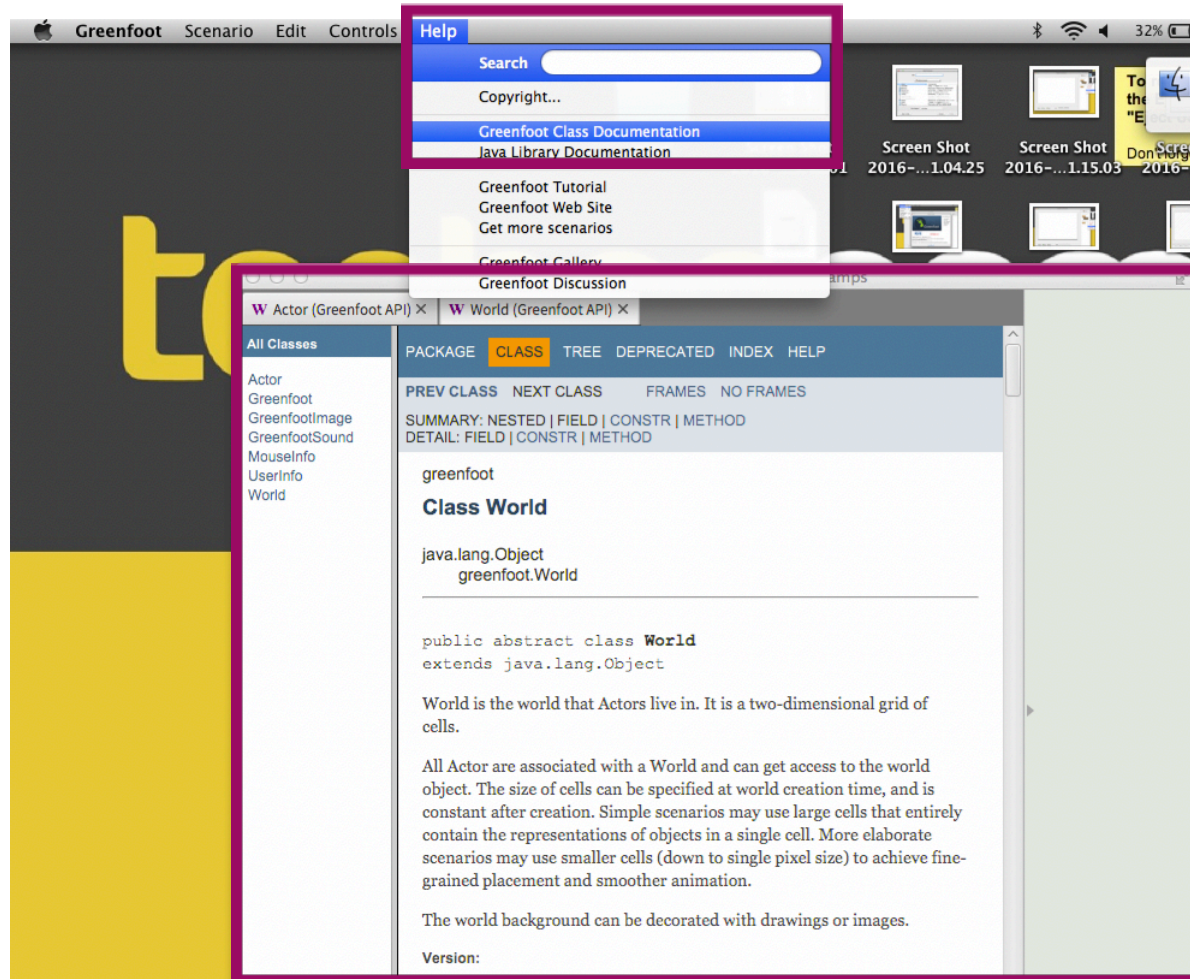 Greenfoot Scenario Edit Controls Help 32%
Search
Copyright...
Greenfoot Class Documentation
Java Library Documentation
Greenfoot Tutorial
Greenfoot Web Site
Get more scenarios
Greenfoot Gallery
Greenfoot Discussion
Screen Shot
2016-...1.04.25
Screen Shot
2016-...1.15.03
2016-
To
the
"E
Don
too
W Actor (Greenfoot API) × W World (Greenfoot API) ×
All Classes
Actor
Greenfoot
GreenfootImage
GreenfootSound
MouseInfo
UserInfo
World
PACKAGE CLASS TREE DEPRECATED INDEX HELP
PREV CLASS NEXT CLASS FRAMES NO FRAMES
SUMMARY: NESTED | FIELD | CONSTR | METHOD
DETAIL: FIELD | CONSTR | METHOD
greenfoot
Class World
java.lang.Object
greenfoot.World
public abstract class World
extends java.lang.Object
World is the world that Actors live in. It is a two-dimensional grid of
cells.
All Actor are associated with a World and can get access to the world
object. The size of cells can be specified at world creation time, and is
constant after creation. Simple scenarios may use large cells that entirely
contain the representations of objects in a single cell. More elaborate
scenarios may use smaller cells (down to single pixel size) to achieve fine-
grained placement and smoother animation.
The world background can be decorated with drawings or images.
Version: